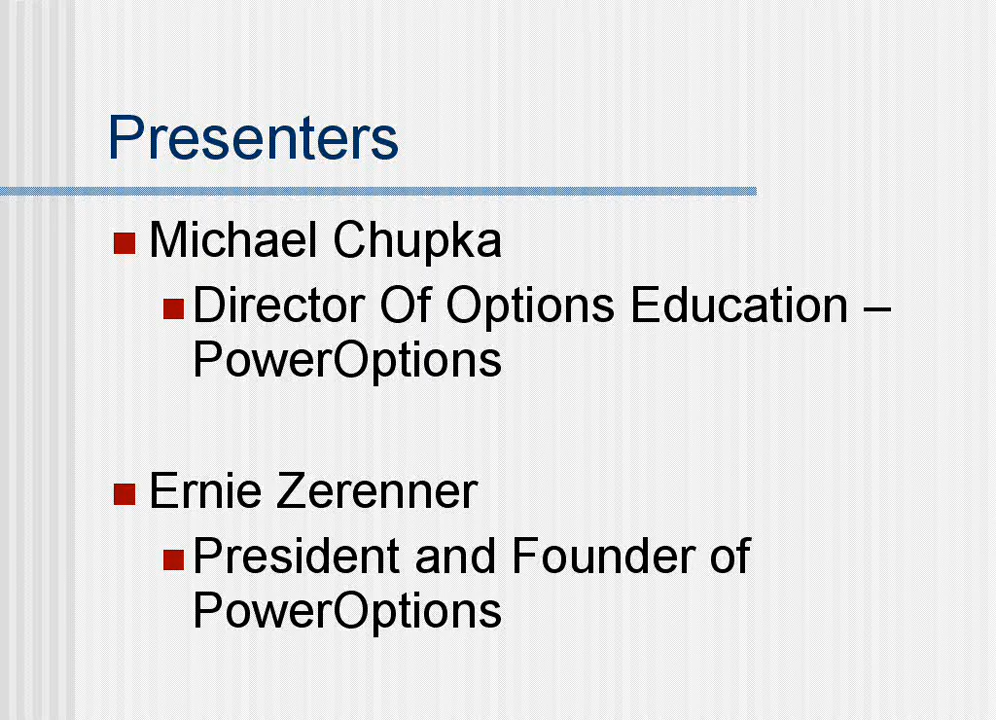 Presenters
Michael Chupka
Director Of Options Education –
PowerOptions
Ernie Zerenner
President and Founder of
PowerOptions